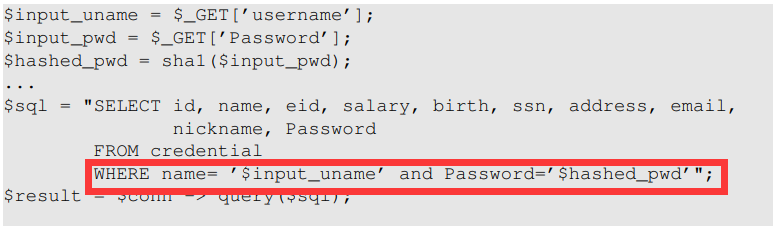 $input_uname = $_GET[’username’];
$input_pwd = $_GET[’Password’];
$hashed_pwd = sha1($input_pwd);
...
$sql = "SELECT id, name, eid, salary, birth, ssn, address, email,
nickname, Password
FROM credential
WHERE name= ’$input_uname’ and Password=’$hashed_pwd’";
$result = $conn -> query($sql);